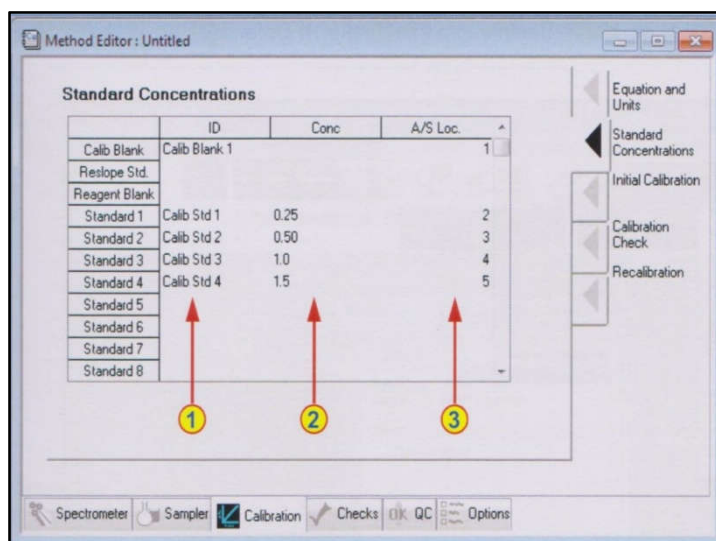 Method Editor : Untitled
Standard Concentrations
ID Conc A/S Loc.
Calib Blank Calib Blank 1 1
Reslope Std.
Reagent Blank
Standard 1 Calib Std 1 0.25 2
Standard 2 Calib Std 2 0.50 3
Standard 3 Calib Std 3 1.0 4
Standard 4 Calib Std 4 1.5 5
Standard 5
Standard 6
Standard 7
Standard 8
1 2 3
Equation and
Units
Standard
Concentrations
Initial Calibration
Calibration
Check
Recalibration
Spectrometer Sampler Calibration Checks OK QC Options